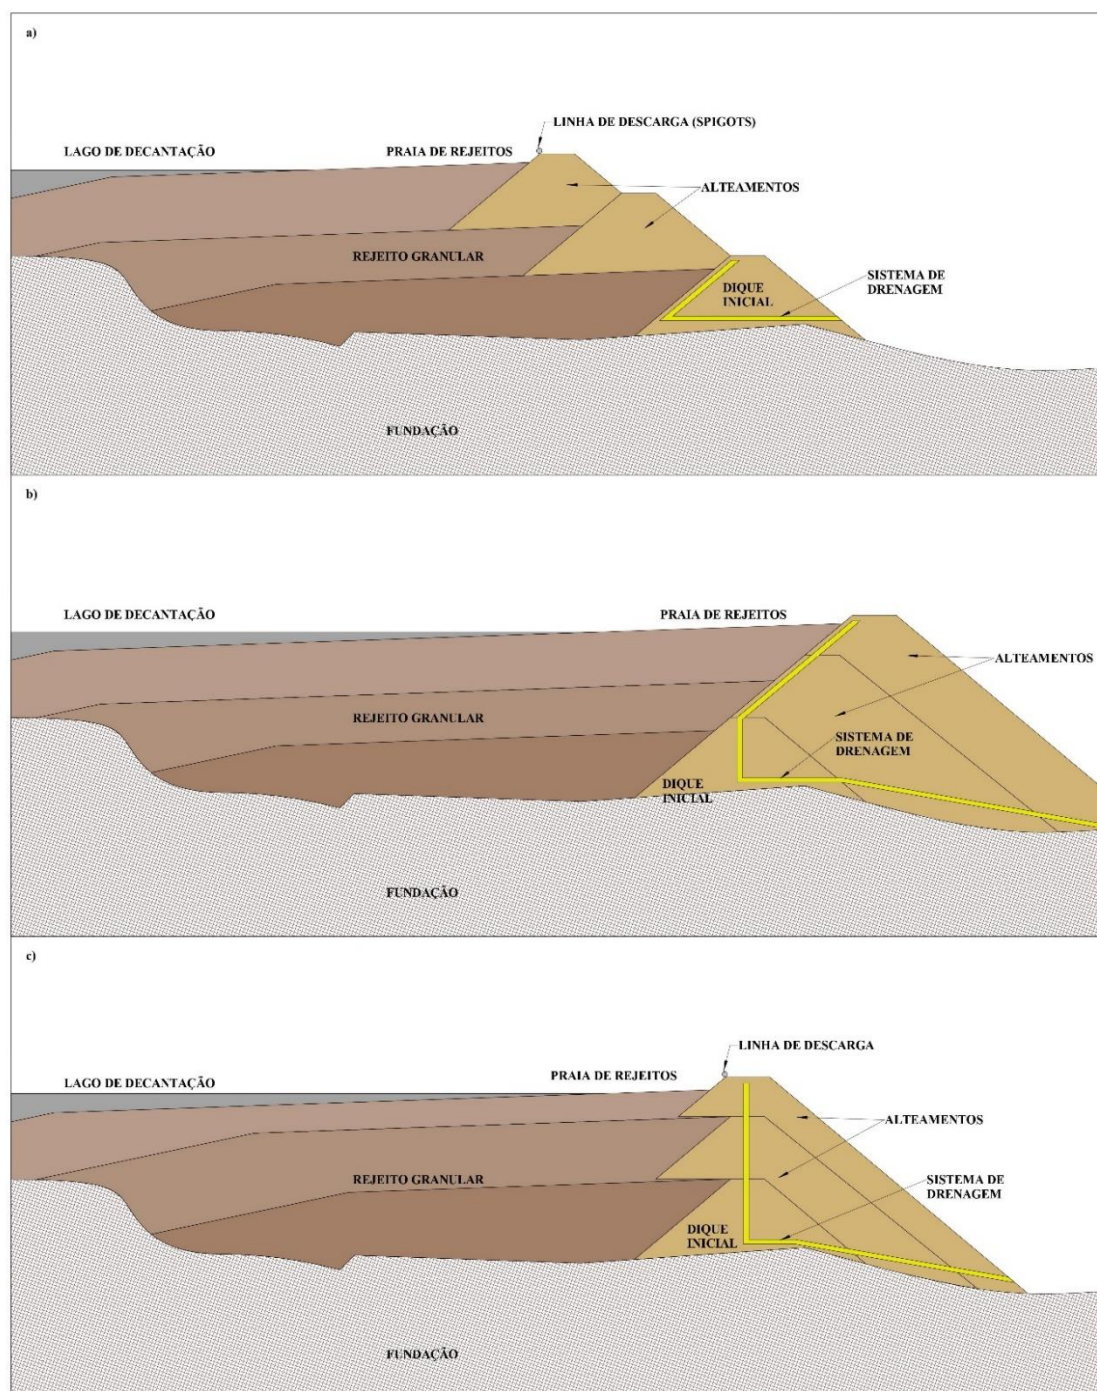 a)
LINHA DE DESCARGA (SPIGOTS)
LAGO DE DECANTAÇÃO
PRAIA DE REJEITOS
ALTEAMENTOS
REJEITO GRANULAR
DIQUE
INICIAL
SISTEMA DE
DRENAGEM
FUNDAÇÃO
b)
LAGO DE DECANTAÇÃO
PRAIA DE REJEITOS
ALTEAMENTOS
REJEITO GRANULAR
SISTEMA DE
DRENAGEM
DIQUE
INICIAL
FUNDAÇÃO
c)
LINHA DE DESCARGA
PRAIA DE REJEITOS
LAGO DE DECANTAÇÃO
ALTEAMENTOS
REJEITO GRANULAR
SISTEMA DE
DRENAGEM
DIQUE
INICIAL
FUNDAÇÃO